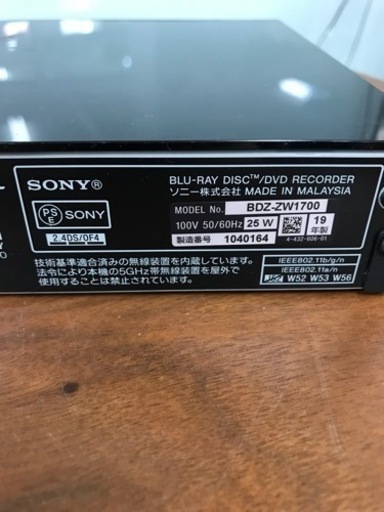 SONY®
BLU-RAY DISC™/DVD RECORDER
ソニー株式会社 MADE IN MALAYSIA
PS E SONY
MODEL No. BDZ-ZW1700
100V 50/60Hz 25 W 19年製
2.4DS/OF4
製造番号 1040164
4-432-606-01
技術基準適合済みの無線装置を内蔵しています。
法令により本機の5GHz帯無線装置を屋外で
使用することは禁止されています。
IEEE802.11b/g/n
IEEE802.11a/n
W52 W53 W56